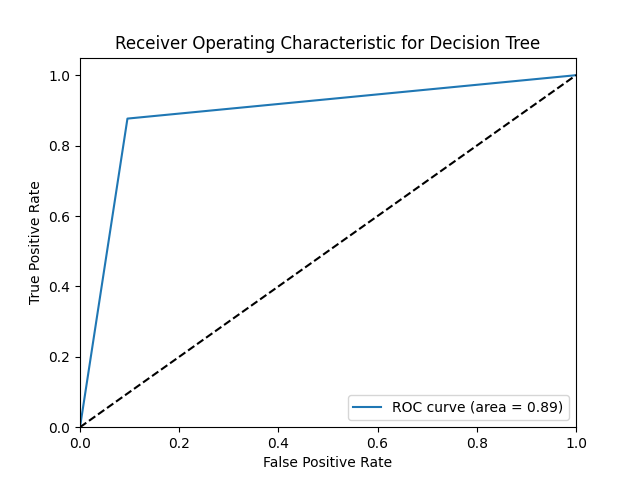 Receiver Operating Characteristic for Decision Tree
1.0
0.8
0.6
0.4
0.2
0.0
True Positive Rate
ROC curve (area = 0.89)
0.0 0.2 0.4 0.6 0.8 1.0
False Positive Rate